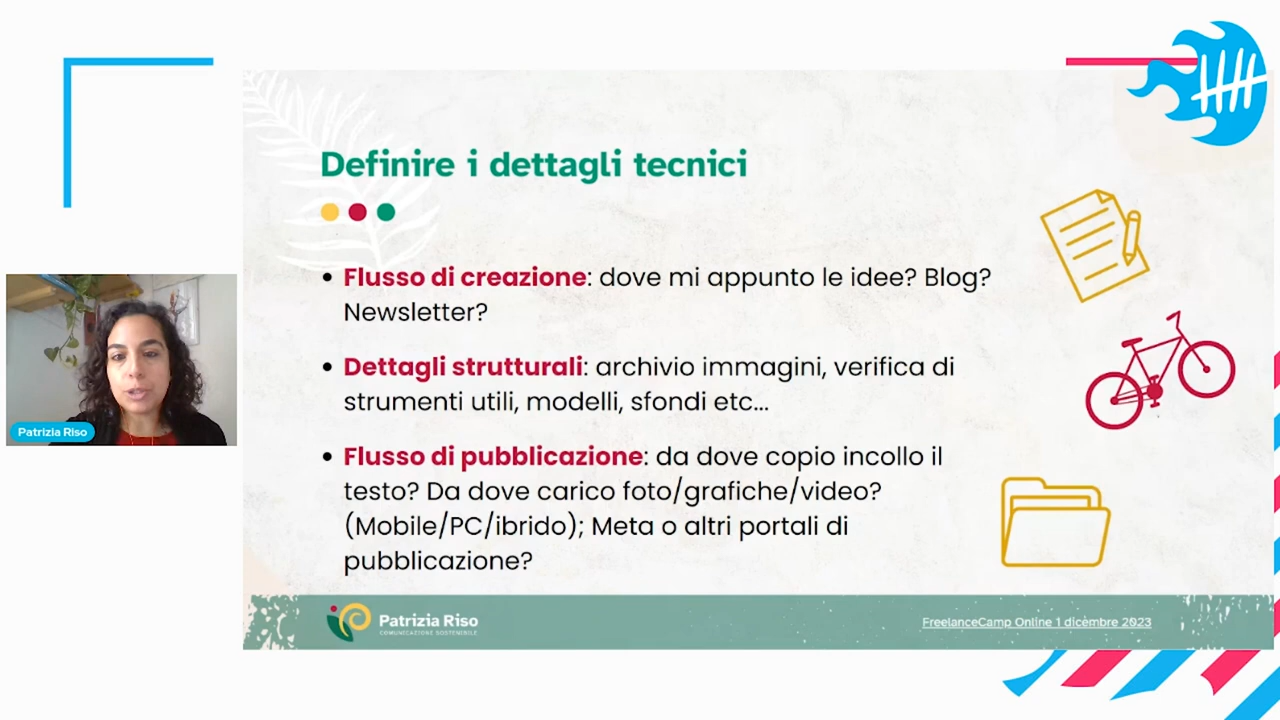 Definire i dettagli tecnici
• Flusso di creazione: dove mi appunto le idee? Blog?
Newsletter?
• Dettagli strutturali: archivio immagini, verifica di
strumenti utili, modelli, sfondi etc...
• Flusso di pubblicazione: da dove copio incollo il
testo? Da dove carico foto/grafiche/video?
(Mobile/PC/ibrido); Meta o altri portali di
pubblicazione?
Patrizia Riso
Patrizia Riso
COMUNICAZIONE SOSTENIBILE
FreelanceCamp Online 1 dicembre 2023